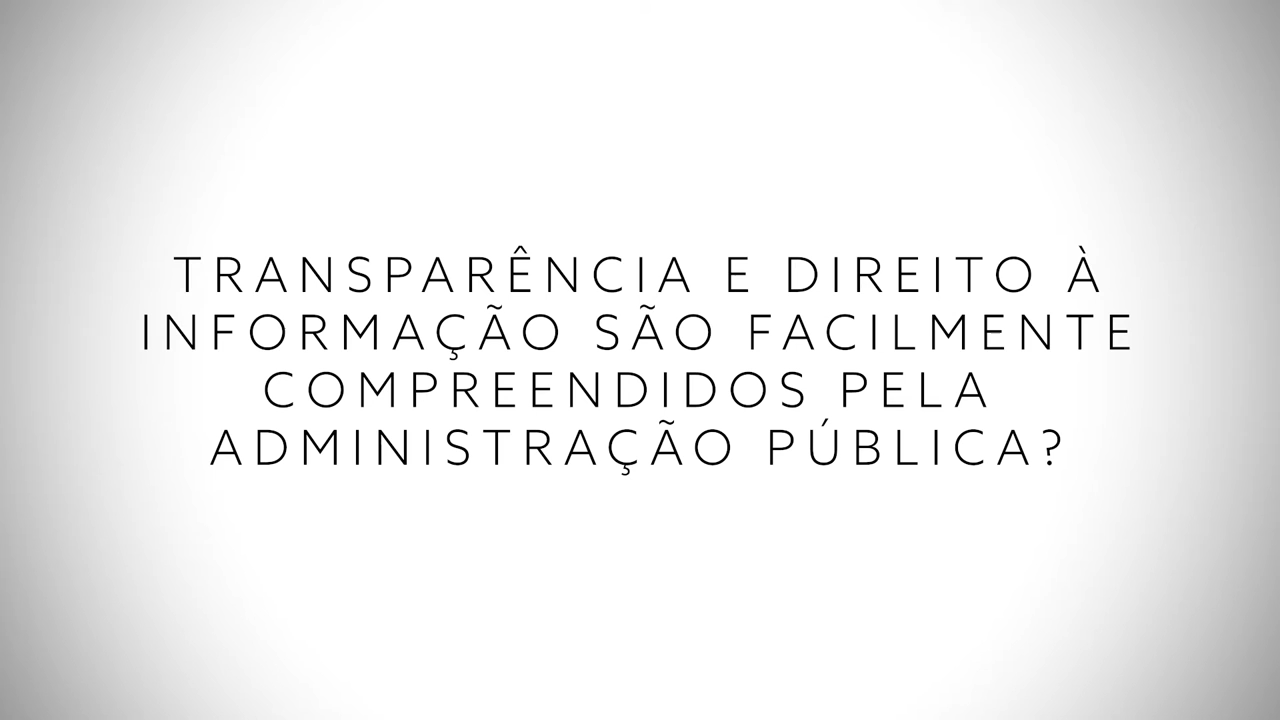 TRANSPARÊNCIA E DIREITO À
INFORMAÇÃO SÃO FACILMENTE
COMPREENDIDOS PELA
ADMINISTRAÇÃO PÚBLICA?